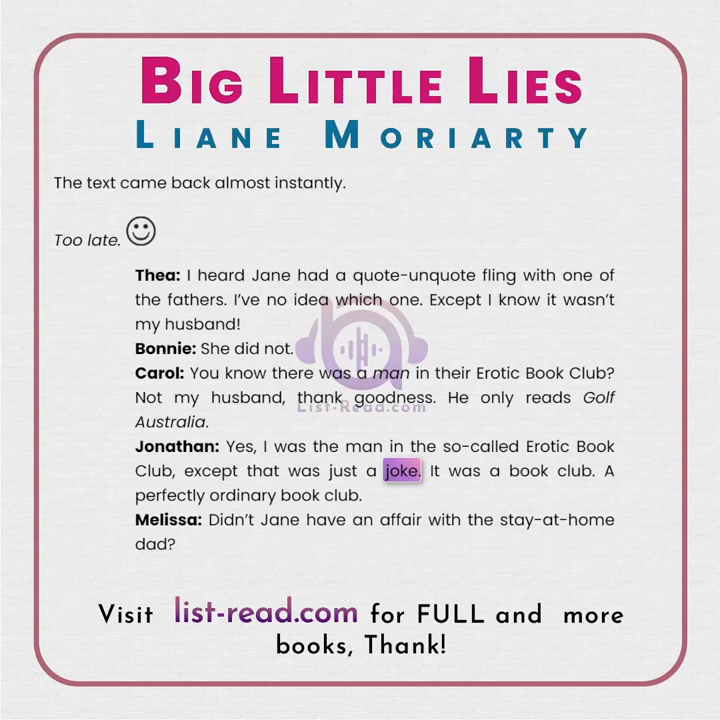 Big Little Lies
Liane Moriarty
The text came back almost instantly.
Too late. ☺
Thea: I heard Jane had a quote-unquote fling with one of
the fathers. I've no idea which one. Except I know it wasn't
my husband!
Bonnie: She did not.
Carol: You know there was a man in their Erotic Book Club?
Not my husband, thank goodness. He only reads Golf
Australia.
List-Read.com
Jonathan: Yes, I was the man in the so-called Erotic Book
Club, except that was just a joke. It was a book club. A
perfectly ordinary book club.
Melissa: Didn't Jane have an affair with the stay-at-home
dad?
Visit list-read.com for FULL and more
books, Thank!